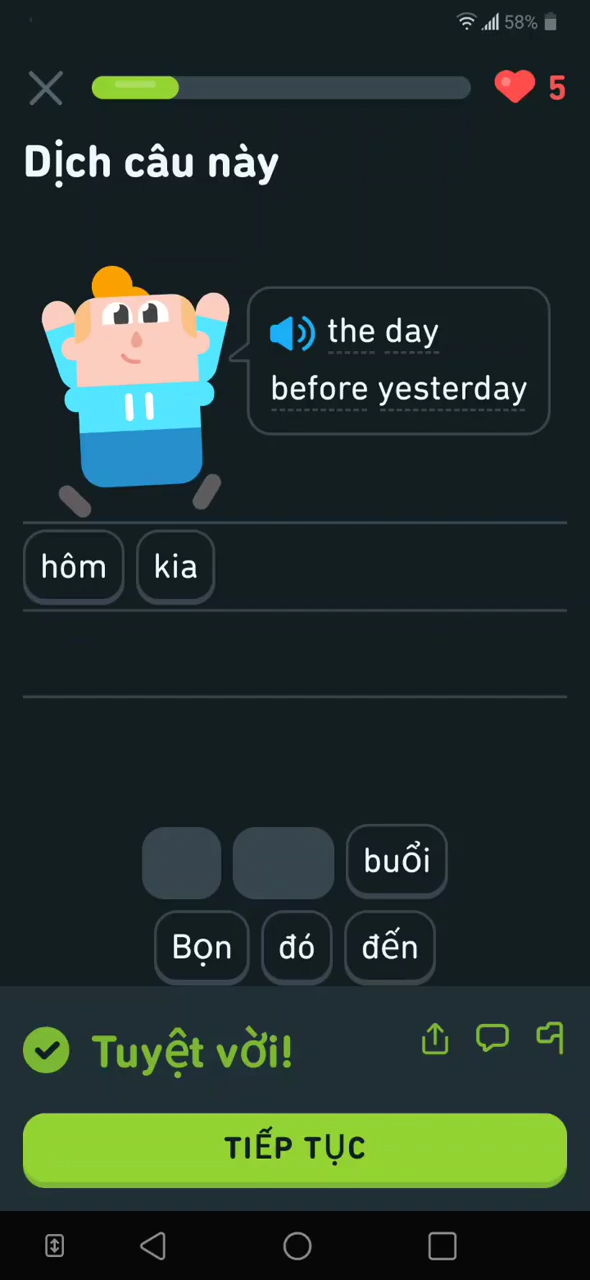 58%
5
Dịch câu này
the day
before yesterday
hôm kia
buổi
Bọn đó đến
Tuyệt vời!
TIẾP TỤC